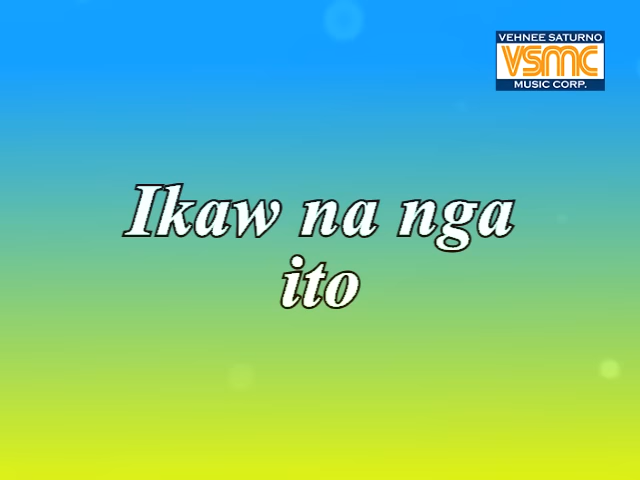 VEHNEE SATURNO
VSMC
MUSIC CORP.
Ikaw na nga
ito